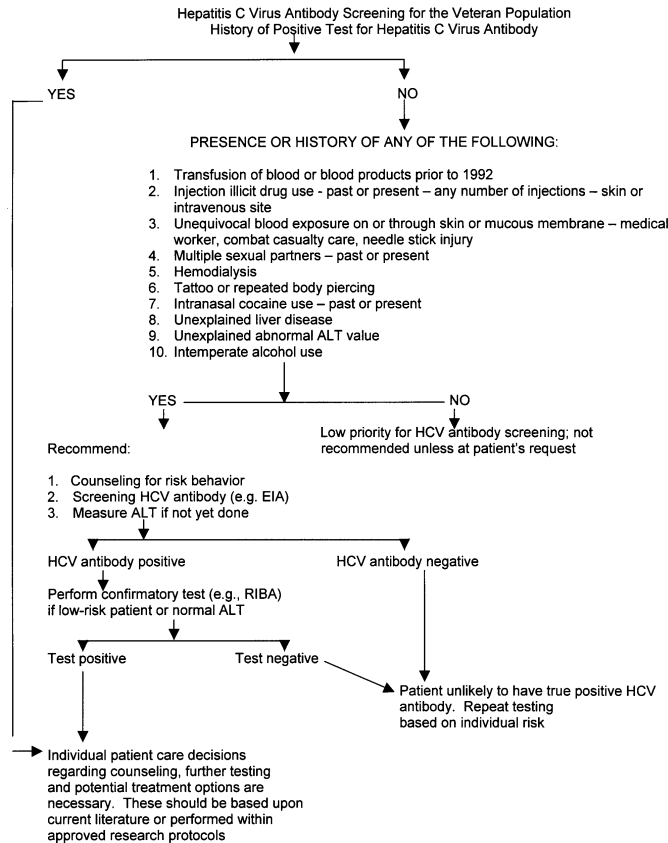 Hepatitis C Virus Antibody Screening for the Veteran Population
History of Positive Test for Hepatitis C Virus Antibody
YES
NO
PRESENCE OR HISTORY OF ANY OF THE FOLLOWING:
1. Transfusion of blood or blood products prior to 1992
2. Injection illicit drug use - past or present – any number of injections – skin or
intravenous site
3. Unequivocal blood exposure on or through skin or mucous membrane – medical
worker, combat casualty care, needle stick injury
4. Multiple sexual partners – past or present
5. Hemodialysis
6. Tattoo or repeated body piercing
7. Intranasal cocaine use – past or present
8. Unexplained liver disease
9. Unexplained abnormal ALT value
10. Intemperate alcohol use
YES
NO
Low priority for HCV antibody screening; not
recommended unless at patient's request
Recommend:
1. Counseling for risk behavior
2. Screening HCV antibody (e.g. EIA)
3. Measure ALT if not yet done
HCV antibody positive
HCV antibody negative
Perform confirmatory test (e.g., RIBA)
if low-risk patient or normal ALT
Test positive
Test negative
Patient unlikely to have true positive HCV
antibody. Repeat testing
based on individual risk
Individual patient care decisions
regarding counseling, further testing
and potential treatment options are
necessary. These should be based upon
current literature or performed within
approved research protocols